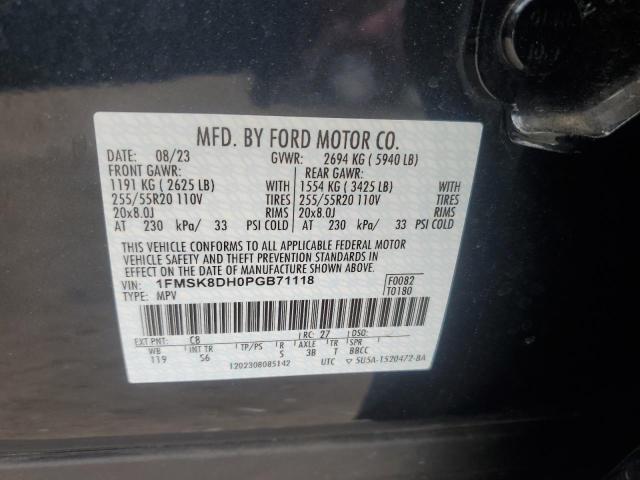 MFD. BY FORD MOTOR CO.
DATE: 08/23 GVWR: 2694 KG ( 5940 LB)
FRONT GAWR: REAR GAWR:
1191 KG ( 2625 LB) WITH 1554 KG ( 3425 LB) WITH
255/55R20 110V TIRES 255/55R20 110V TIRES
20x8.0J RIMS 20x8.0J RIMS
AT 230 kPa/ 33 PSI COLD AT 230 kPa/ 33 PSI COLD
THIS VEHICLE CONFORMS TO ALL APPLICABLE FEDERAL MOTOR
VEHICLE SAFETY AND THEFT PREVENTION STANDARDS IN
EFFECT ON THE DATE OF MANUFACTURE SHOWN ABOVE.
VIN: 1FMSK8DH0PGB71118 F0082
TYPE: MPV T0180
EXT PNT: C8 RC: 27
WB INT TR TP/PS R AXLE TR SPR
119 S6 5 3B T BBCC
1202308085142 UTC 5U5A-1520472-BA